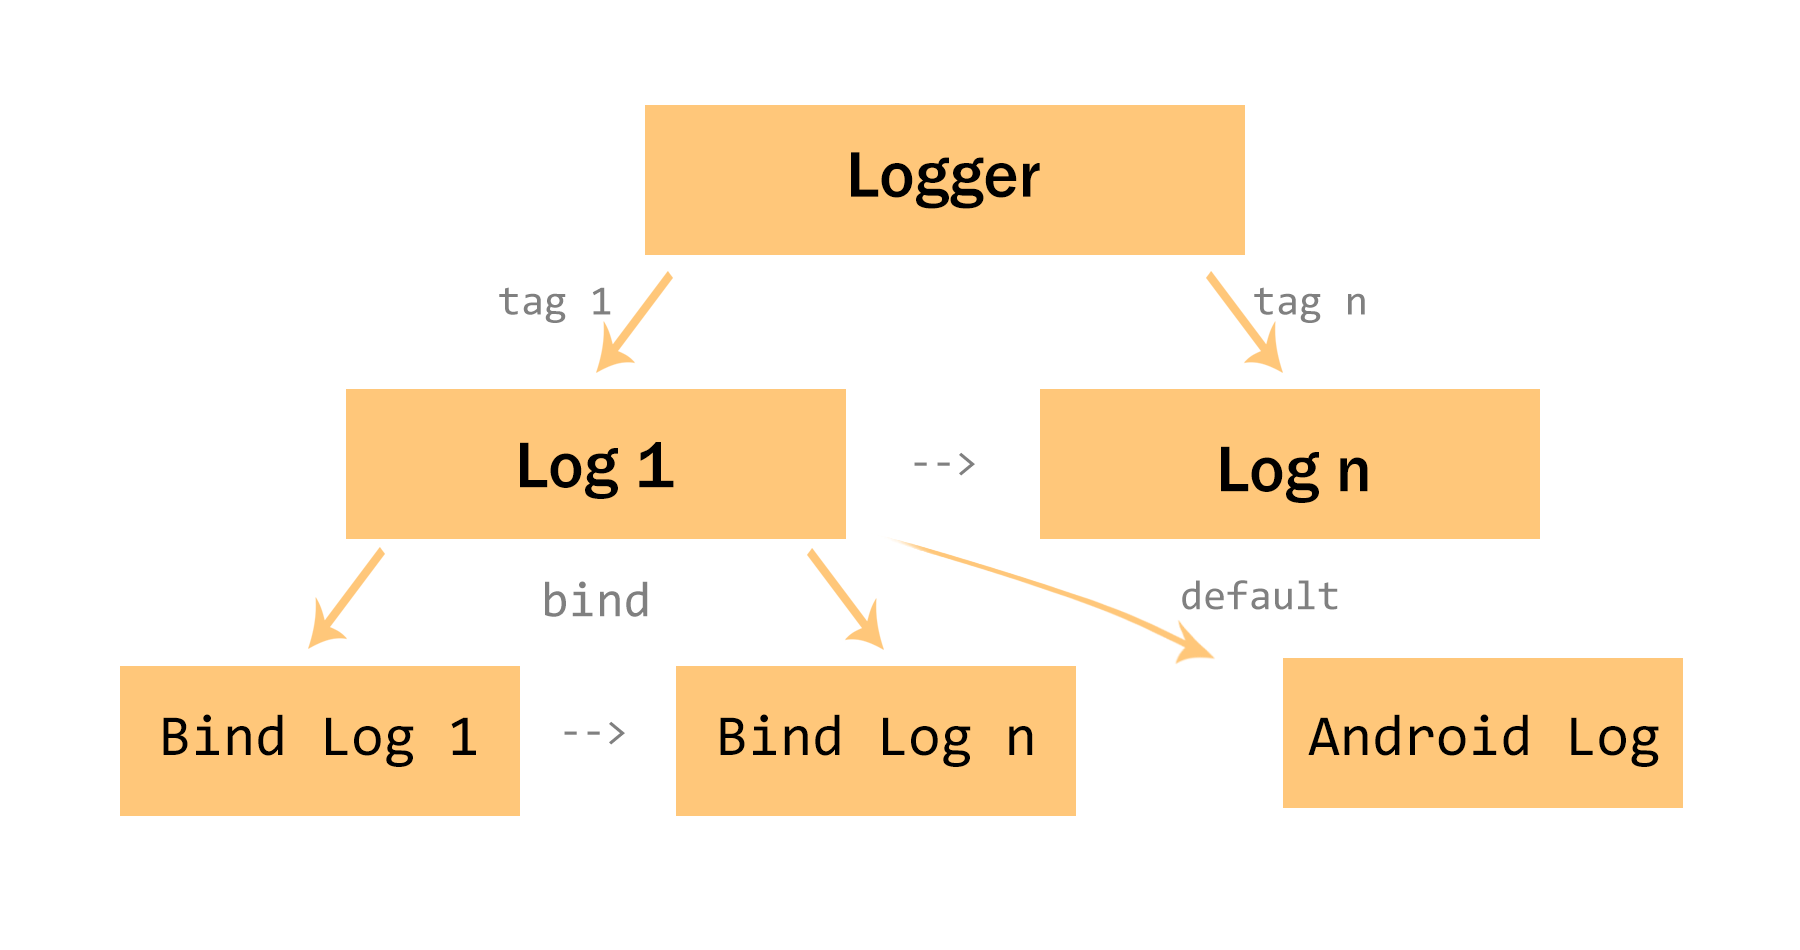 Logger
tag 1
tag n
Log 1
-->
Log n
bind
default
Bind Log 1
-->
Bind Log n
Android Log